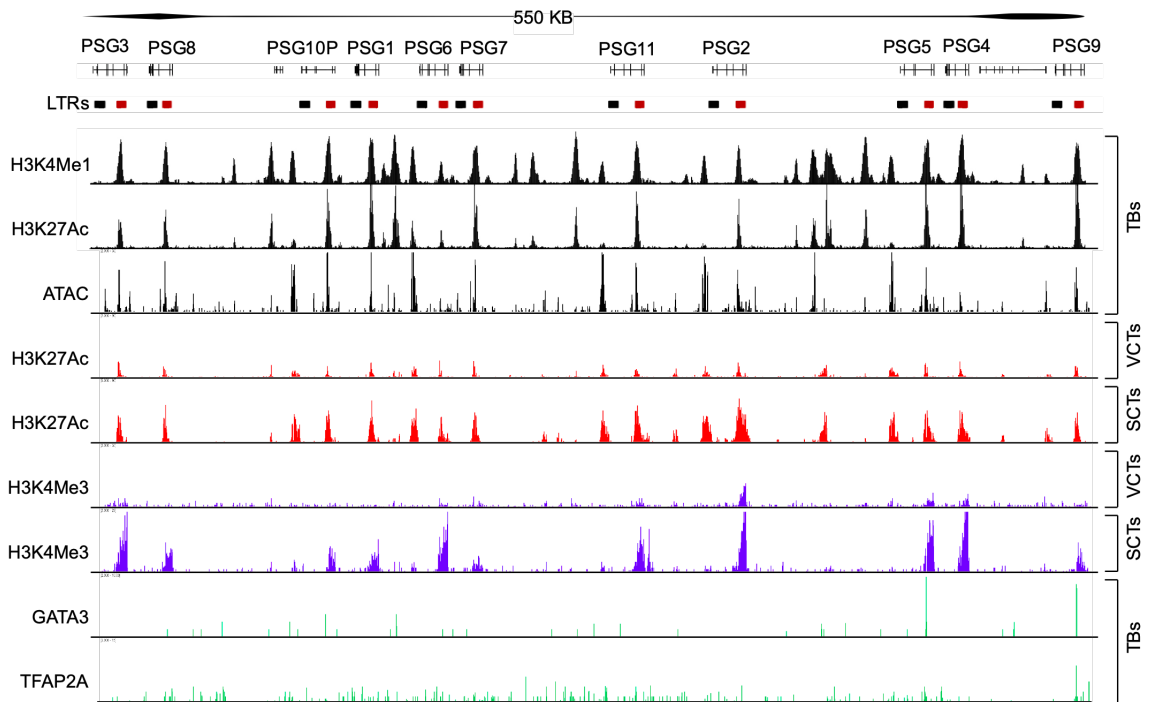 550 KB
PSG3 PSG8 PSG10P PSG1 PSG6 PSG7 PSG11 PSG2 PSG5 PSG4 PSG9
LTRs
H3K4Me1
H3K27Ac
ATAC
TBs
H3K27Ac
VCTs
H3K27Ac
SCTs
H3K4Me3
VCTs
H3K4Me3
SCTs
GATA3
TFAP2A
TBs